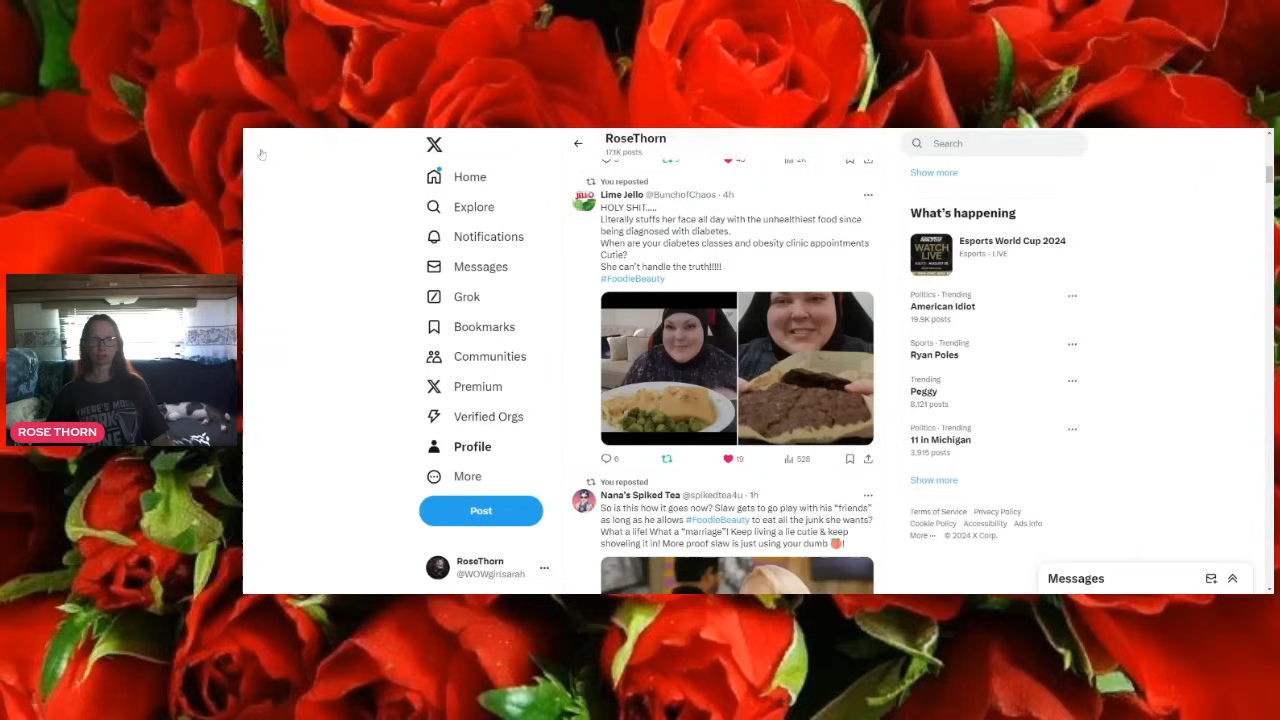 RoseThorn
17.1K posts
Search
Home
Explore
Notifications
Messages
Grok
Bookmarks
Communities
Premium
Verified Orgs
Profile
More
Post
RoseThorn
@WOWgirlsarah
You reposted
Lime Jello @BunchofChaos · 4h
HOLY SHIT.....
Literally stuffs her face all day with the unhealthiest food since
being diagnosed with diabetes.
When are your diabetes classes and obesity clinic appointments
Cutie?
She can't handle the truth!!!!!
#FoodieBeauty
6
19
528
You reposted
Nana's Spiked Tea @spikedtea4u · 1h
So is this how it goes now? Slaw gets to go play with his "friends"
as long as he allows #FoodieBeauty to eat all the junk she wants?
What a life! What a "marriage"! Keep living a lie cutie & keep
shoveling it in! More proof slaw is just using your dumb 🍑!
Show more
What's happening
WATCH
LIVE
Esports World Cup 2024
Esports · LIVE
Politics · Trending
American Idiot
19.9K posts
Sports · Trending
Ryan Poles
Trending
Peggy
8,121 posts
Politics · Trending
11 in Michigan
3,915 posts
Show more
Terms of Service Privacy Policy
Cookie Policy Accessibility Ads info
More ··· © 2024 X Corp.
Messages
THERE'S
ROSE THORN